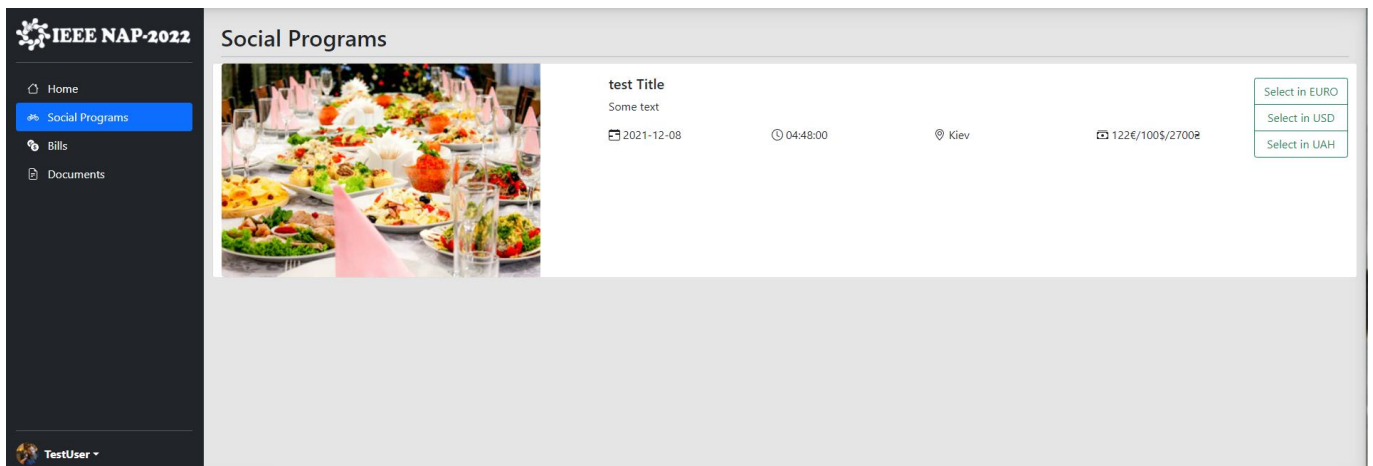 IEEE NAP-2022
Home
Social Programs
Bills
Documents
TestUser
Social Programs
test Title
Some text
2021-12-08 04:48:00 Kiev 122€/100$/2700₴
Select in EURO
Select in USD
Select in UAH